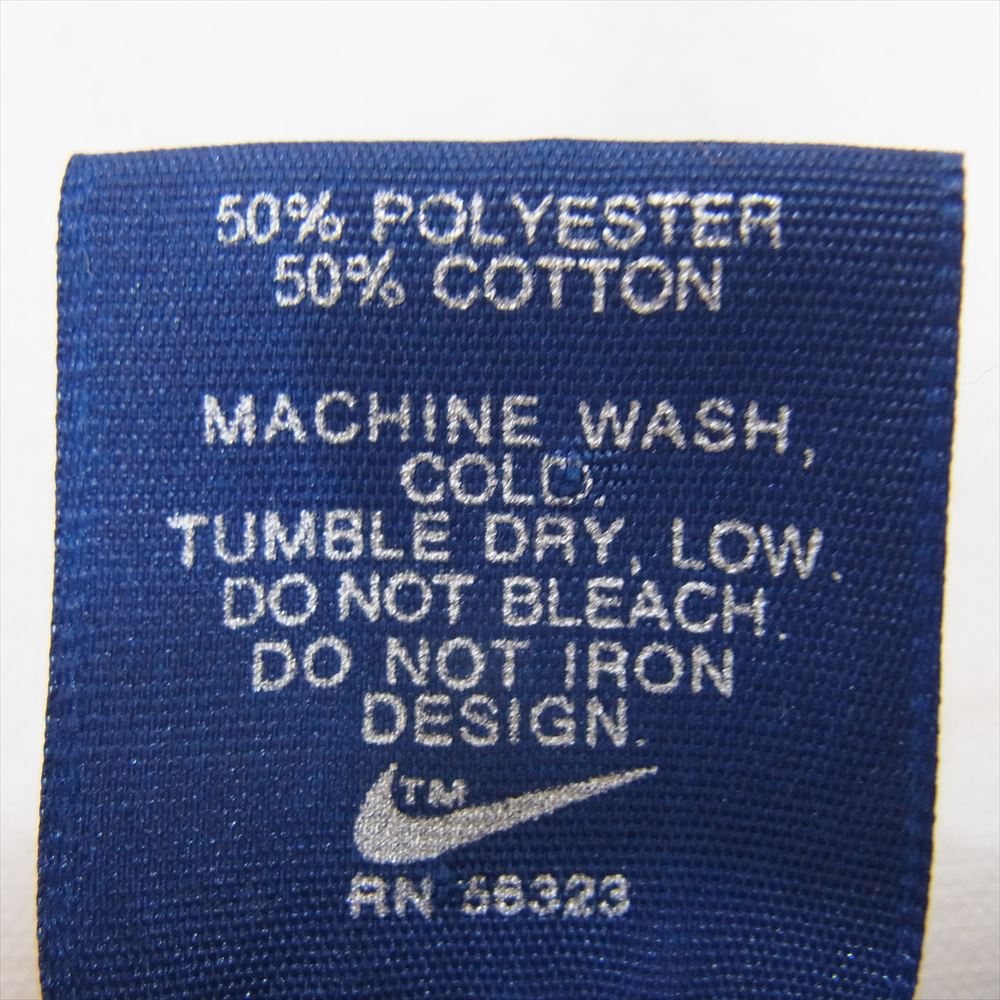 50% POLYESTER
50% COTTON
MACHINE WASH,
COLD.
TUMBLE DRY, LOW.
DO NOT BLEACH.
DO NOT IRON
DESIGN.
TM
RN 56323